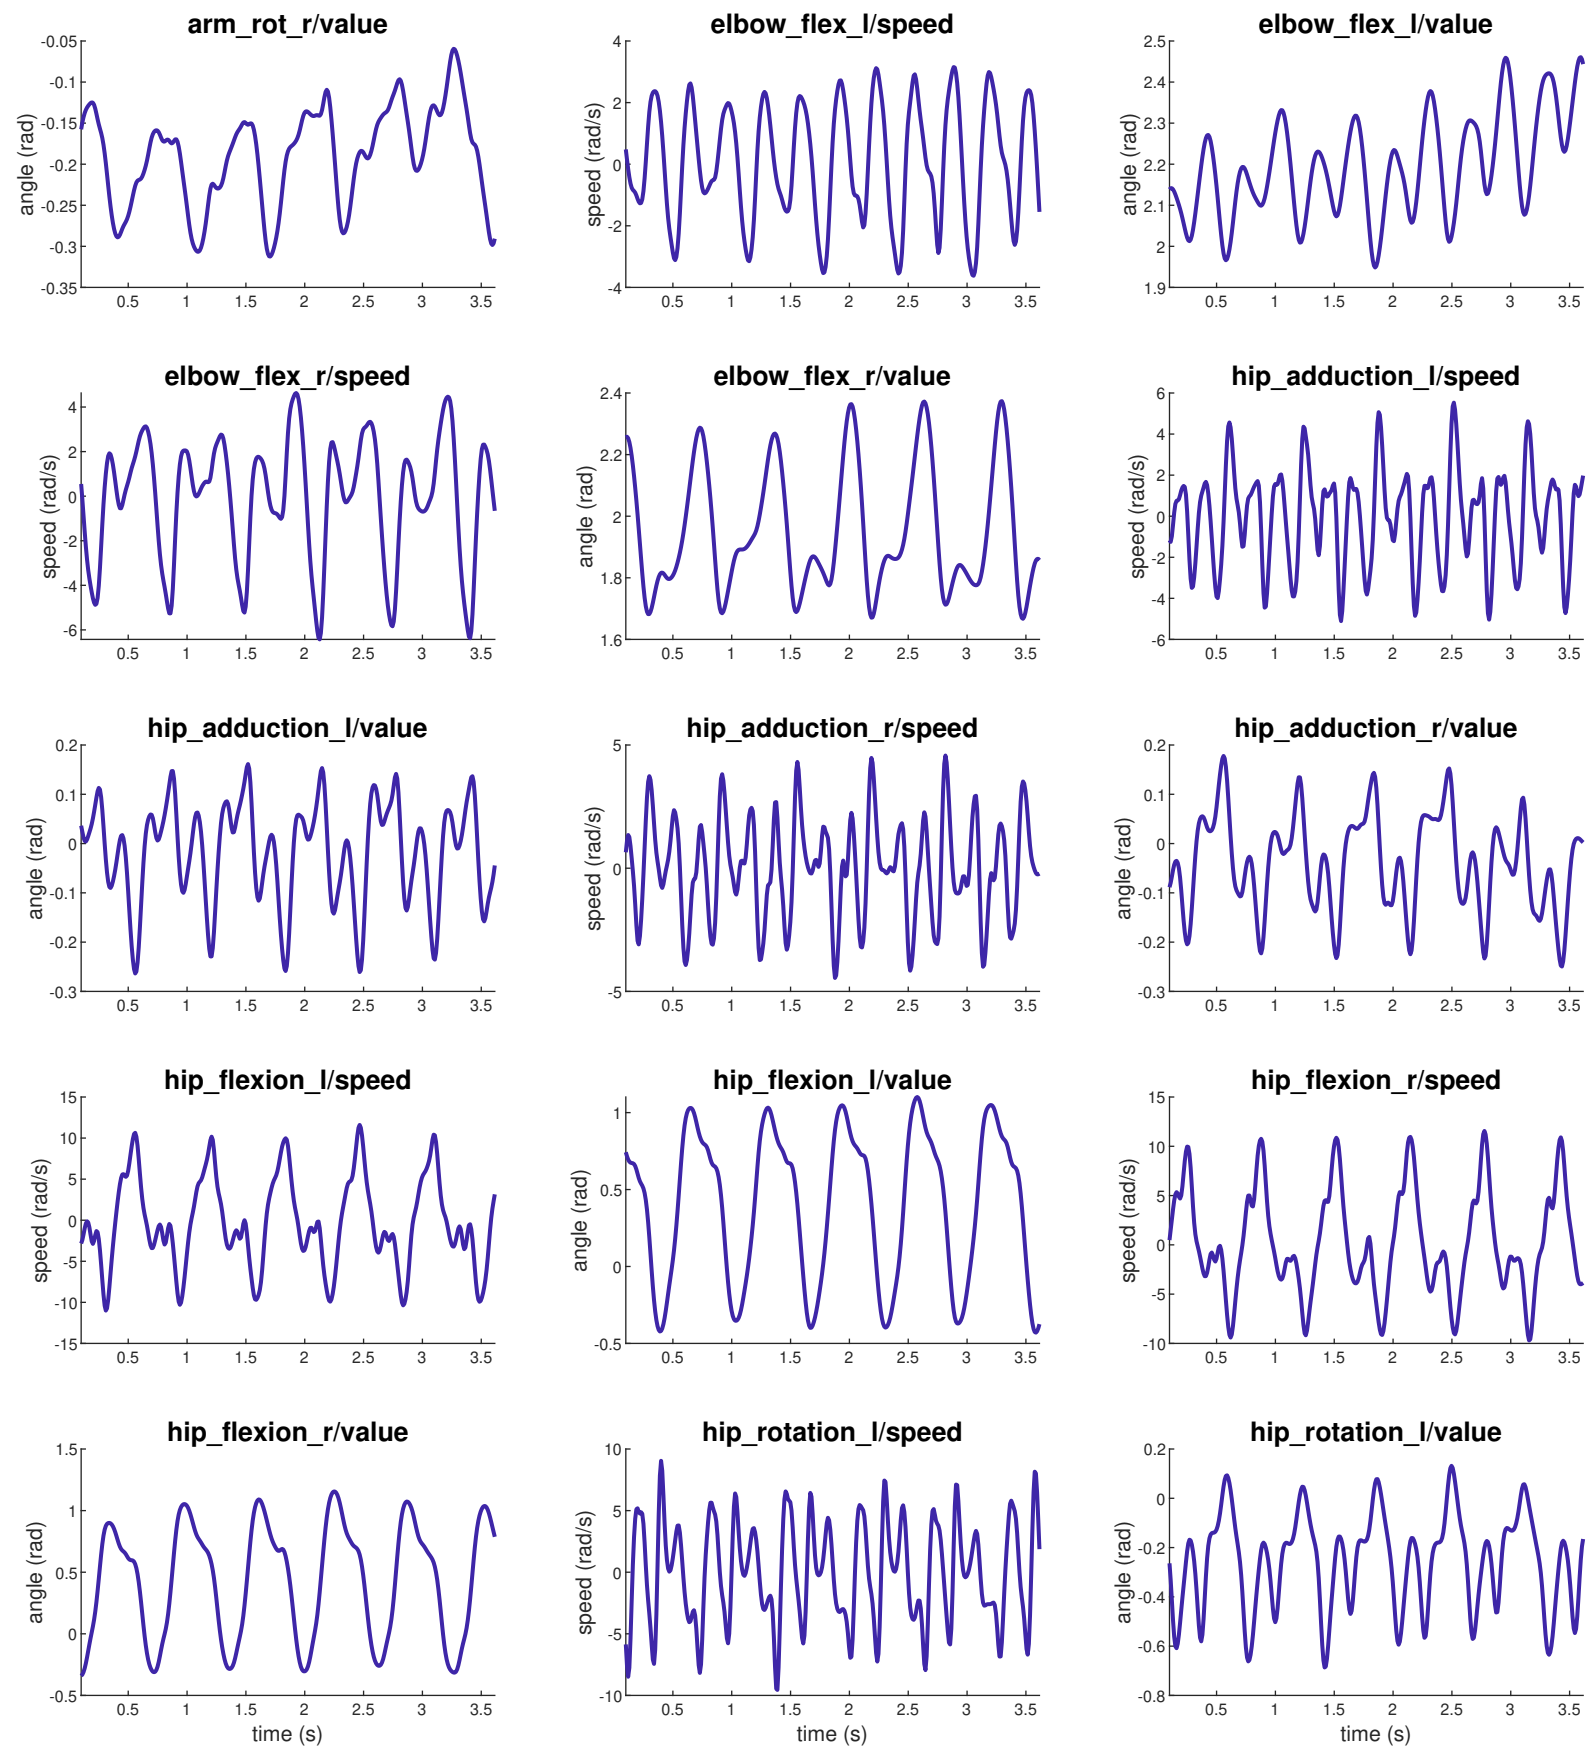 arm_rot_r/value
-0.05
-0.1
-0.15
-0.2
-0.25
-0.3
-0.35
angle (rad)
0.5 1 1.5 2 2.5 3 3.5
elbow_flex_l/speed
4
2
0
-2
-4
speed (rad/s)
0.5 1 1.5 2 2.5 3 3.5
elbow_flex_l/value
2.5
2.4
2.3
2.2
2.1
2
1.9
angle (rad)
0.5 1 1.5 2 2.5 3 3.5
elbow_flex_r/speed
4
2
0
-2
-4
-6
speed (rad/s)
0.5 1 1.5 2 2.5 3 3.5
elbow_flex_r/value
2.4
2.2
2
1.8
1.6
angle (rad)
0.5 1 1.5 2 2.5 3 3.5
hip_adduction_l/speed
6
4
2
0
-2
-4
-6
speed (rad/s)
0.5 1 1.5 2 2.5 3 3.5
hip_adduction_l/value
0.2
0.1
0
-0.1
-0.2
-0.3
angle (rad)
0.5 1 1.5 2 2.5 3 3.5
hip_adduction_r/speed
5
0
-5
speed (rad/s)
0.5 1 1.5 2 2.5 3 3.5
hip_adduction_r/value
0.2
0.1
0
-0.1
-0.2
-0.3
angle (rad)
0.5 1 1.5 2 2.5 3 3.5
hip_flexion_l/speed
15
10
5
0
-5
-10
-15
speed (rad/s)
0.5 1 1.5 2 2.5 3 3.5
hip_flexion_l/value
1
0.5
0
-0.5
angle (rad)
0.5 1 1.5 2 2.5 3 3.5
hip_flexion_r/speed
15
10
5
0
-5
-10
speed (rad/s)
0.5 1 1.5 2 2.5 3 3.5
hip_flexion_r/value
1.5
1
0.5
0
-0.5
angle (rad)
0.5 1 1.5 2 2.5 3 3.5
time (s)
hip_rotation_l/speed
10
5
0
-5
-10
speed (rad/s)
0.5 1 1.5 2 2.5 3 3.5
time (s)
hip_rotation_l/value
0.2
0
-0.2
-0.4
-0.6
-0.8
angle (rad)
0.5 1 1.5 2 2.5 3 3.5
time (s)